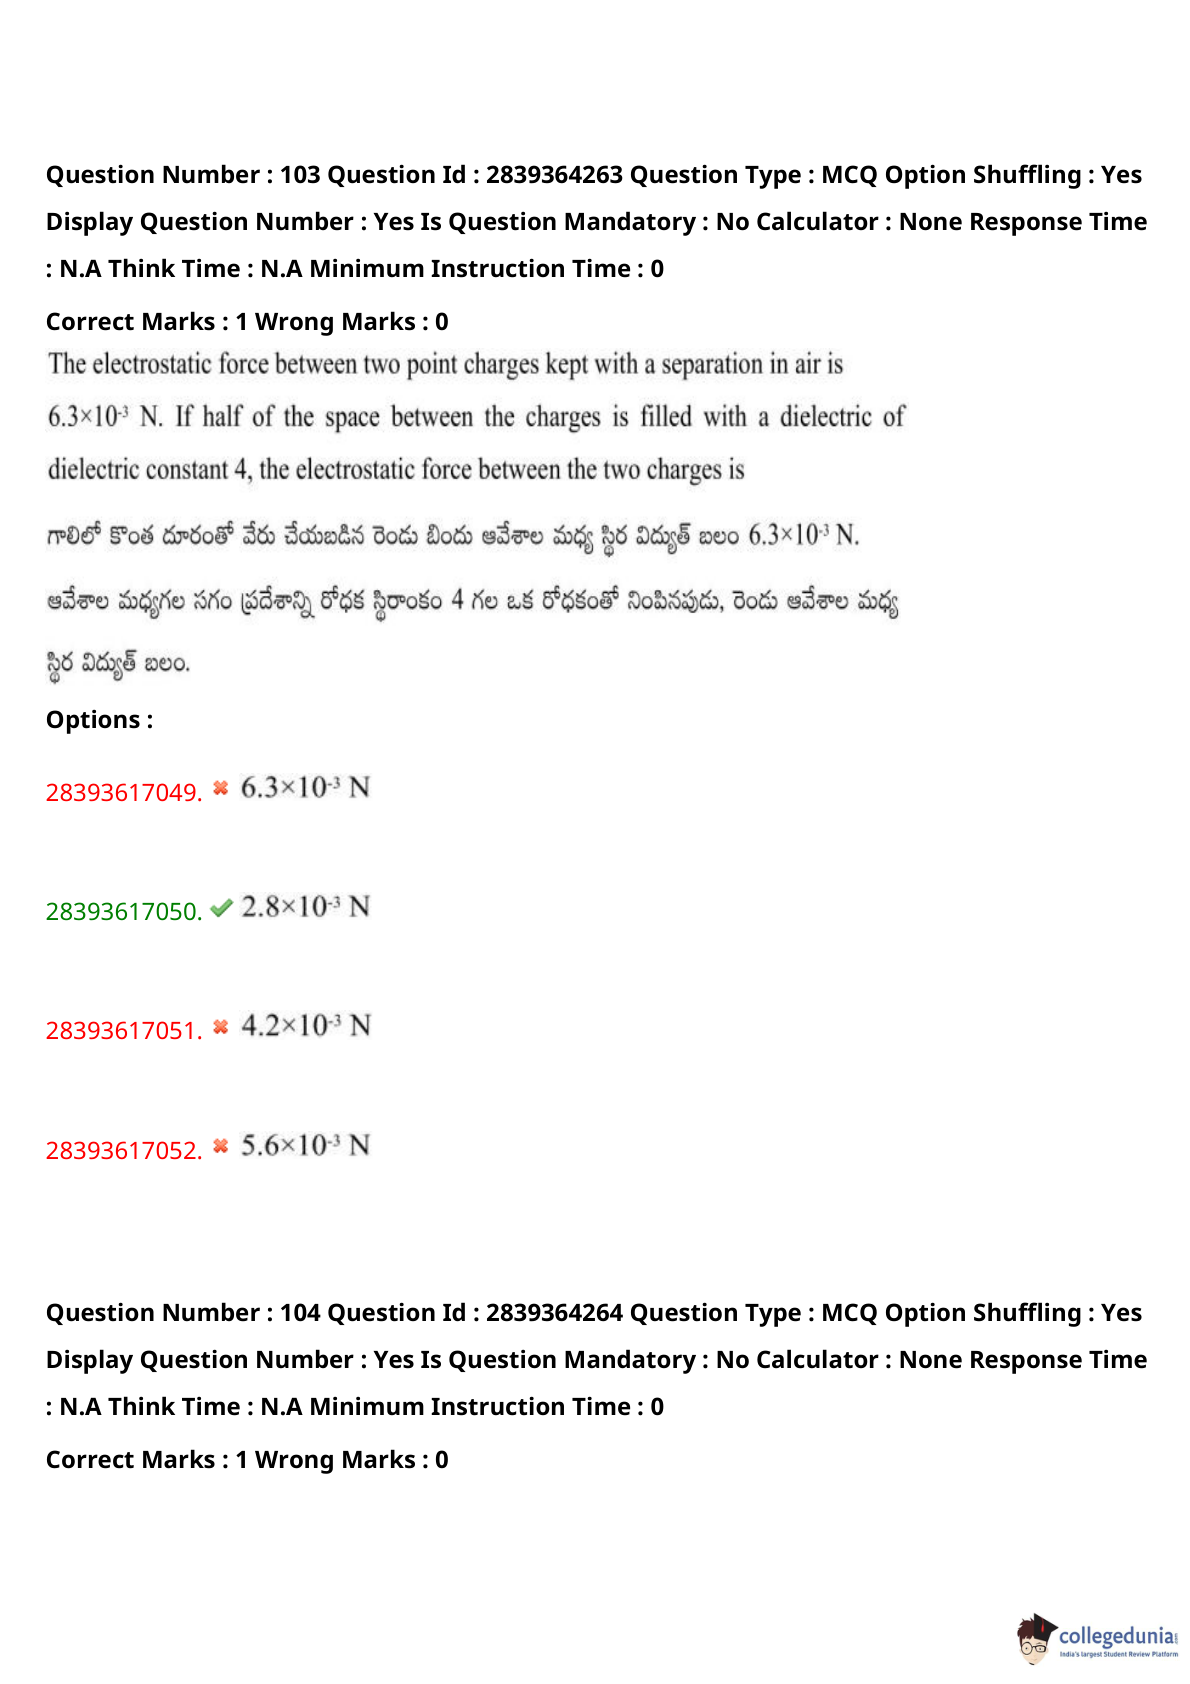 Question Number : 103 Question Id : 2839364263 Question Type : MCQ Option Shuffling : Yes
Display Question Number : Yes Is Question Mandatory : No Calculator : None Response Time
: N.A Think Time : N.A Minimum Instruction Time : 0
Correct Marks : 1 Wrong Marks : 0
The electrostatic force between two point charges kept with a separation in air is
6.3×10⁻³ N. If half of the space between the charges is filled with a dielectric of
dielectric constant 4, the electrostatic force between the two charges is
గాలిలో కొంత దూరంతో వేరు చేయబడిన రెండు బిందు ఆవేశాల మధ్య స్థిర విద్యుత్ బలం 6.3×10⁻³ N.
ఆవేశాల మధ్యగల సగం ప్రదేశాన్ని రోధక స్థిరాంకం 4 గల ఒక రోధకంతో నింపినపుడు, రెండు ఆవేశాల మధ్య
స్థిర విద్యుత్ బలం.
Options :
28393617049. 6.3×10⁻³ N
28393617050. 2.8×10⁻³ N
28393617051. 4.2×10⁻³ N
28393617052. 5.6×10⁻³ N
Question Number : 104 Question Id : 2839364264 Question Type : MCQ Option Shuffling : Yes
Display Question Number : Yes Is Question Mandatory : No Calculator : None Response Time
: N.A Think Time : N.A Minimum Instruction Time : 0
Correct Marks : 1 Wrong Marks : 0
collegedunia
India's largest Student Review Platform